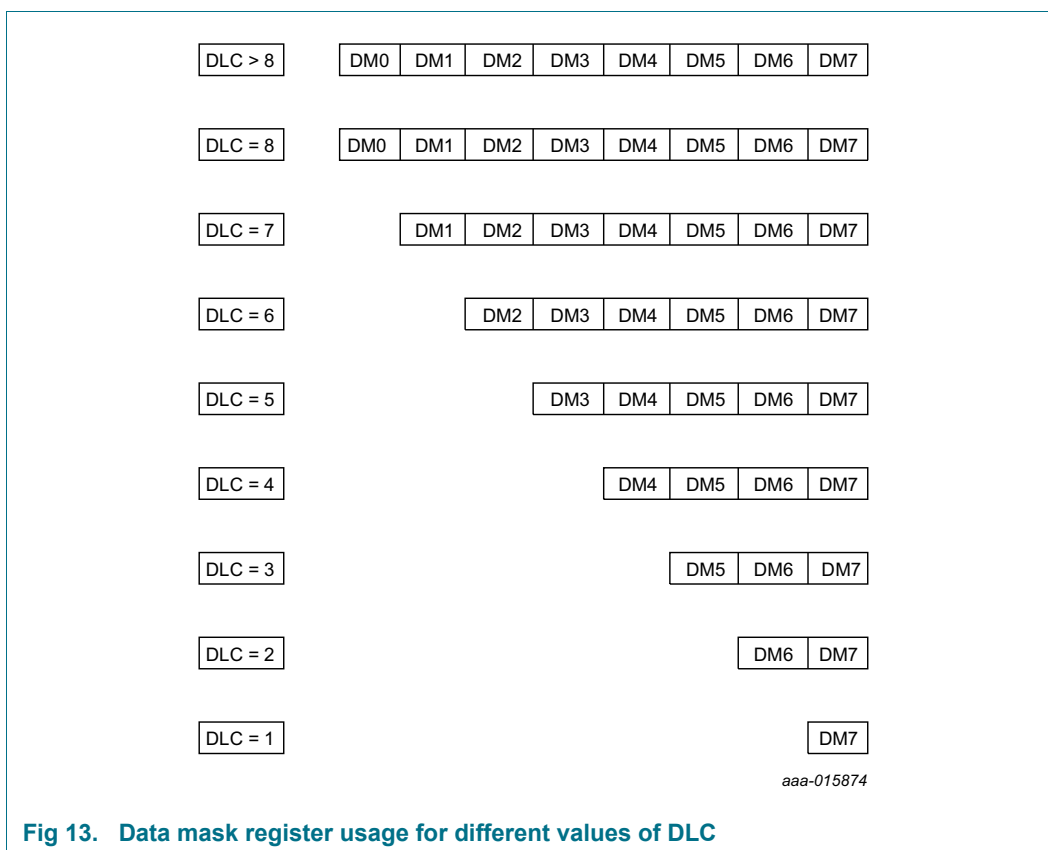 DLC > 8 DM0 DM1 DM2 DM3 DM4 DM5 DM6 DM7
DLC = 8 DM0 DM1 DM2 DM3 DM4 DM5 DM6 DM7
DLC = 7 DM1 DM2 DM3 DM4 DM5 DM6 DM7
DLC = 6 DM2 DM3 DM4 DM5 DM6 DM7
DLC = 5 DM3 DM4 DM5 DM6 DM7
DLC = 4 DM4 DM5 DM6 DM7
DLC = 3 DM5 DM6 DM7
DLC = 2 DM6 DM7
DLC = 1 DM7
aaa-015874
Fig 13. Data mask register usage for different values of DLC